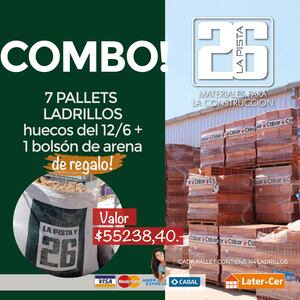 COMBO!
7 PALLETS
LADRILLOS
huecos del 12/6 +
1 bolsón de arena
de regalo!
LA PISTA Y
26
Valor
$55238,40.-
26
LA PISTA
MATERIALES PARA
LA CONSTRUCCION
CADA PALLET CONTIENE 144 LADRILLOS
VISA
MasterCard
CABAL
Later-Cer